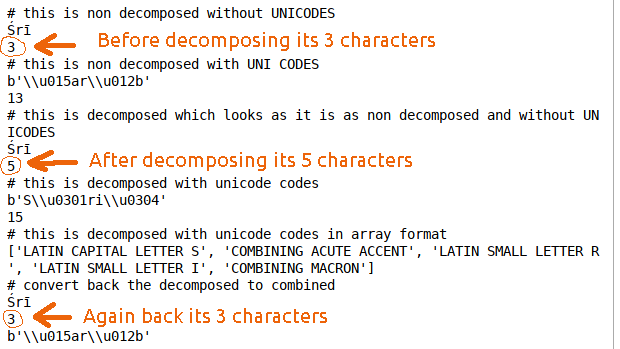 # this is non decomposed without UNICODES
Śrī
3 Before decomposing its 3 characters
# this is non decomposed with UNI CODES
b'\\u015ar\\u012b'
13
# this is decomposed which looks as it is as non decomposed and without UN
ICODES
Śrī
5 After decomposing its 5 characters
# this is decomposed with unicode codes
b'S\\u0301ri\\u0304'
15
# this is decomposed with unicode codes in array format
['LATIN CAPITAL LETTER S', 'COMBINING ACUTE ACCENT', 'LATIN SMALL LETTER R
', 'LATIN SMALL LETTER I', 'COMBINING MACRON']
# convert back the decomposed to combined
Śrī
3 Again back its 3 characters
b'\\u015ar\\u012b'